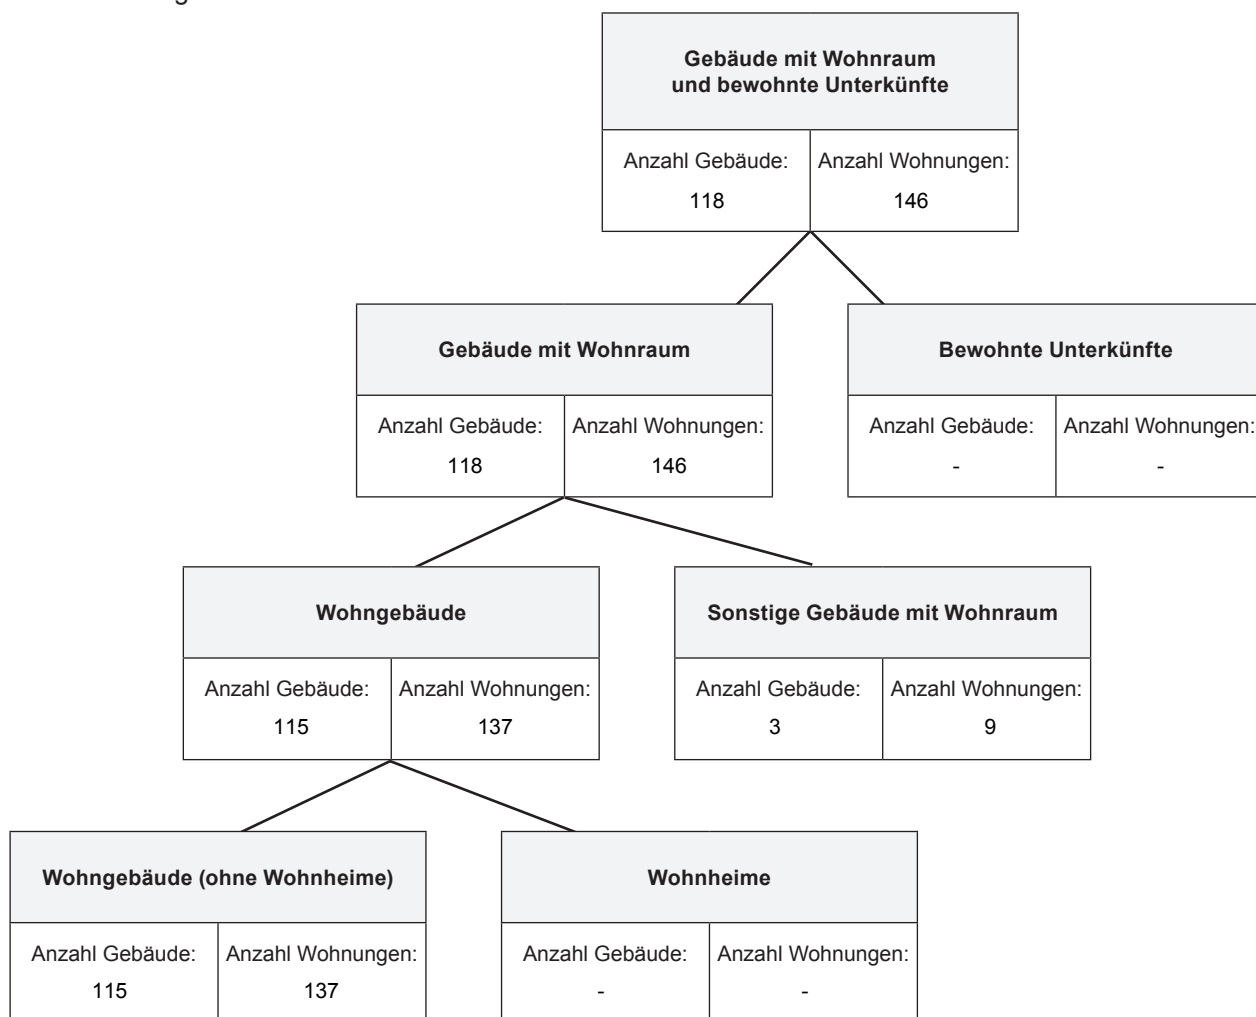 Gebäude mit Wohnraum
und bewohnte Unterkünfte
Anzahl Gebäude: Anzahl Wohnungen:
118 146
Gebäude mit Wohnraum
Anzahl Gebäude: Anzahl Wohnungen:
118 146
Bewohnte Unterkünfte
Anzahl Gebäude: Anzahl Wohnungen:
- -
Wohngebäude
Anzahl Gebäude: Anzahl Wohnungen:
115 137
Sonstige Gebäude mit Wohnraum
Anzahl Gebäude: Anzahl Wohnungen:
3 9
Wohngebäude (ohne Wohnheime)
Anzahl Gebäude: Anzahl Wohnungen:
115 137
Wohnheime
Anzahl Gebäude: Anzahl Wohnungen:
- -